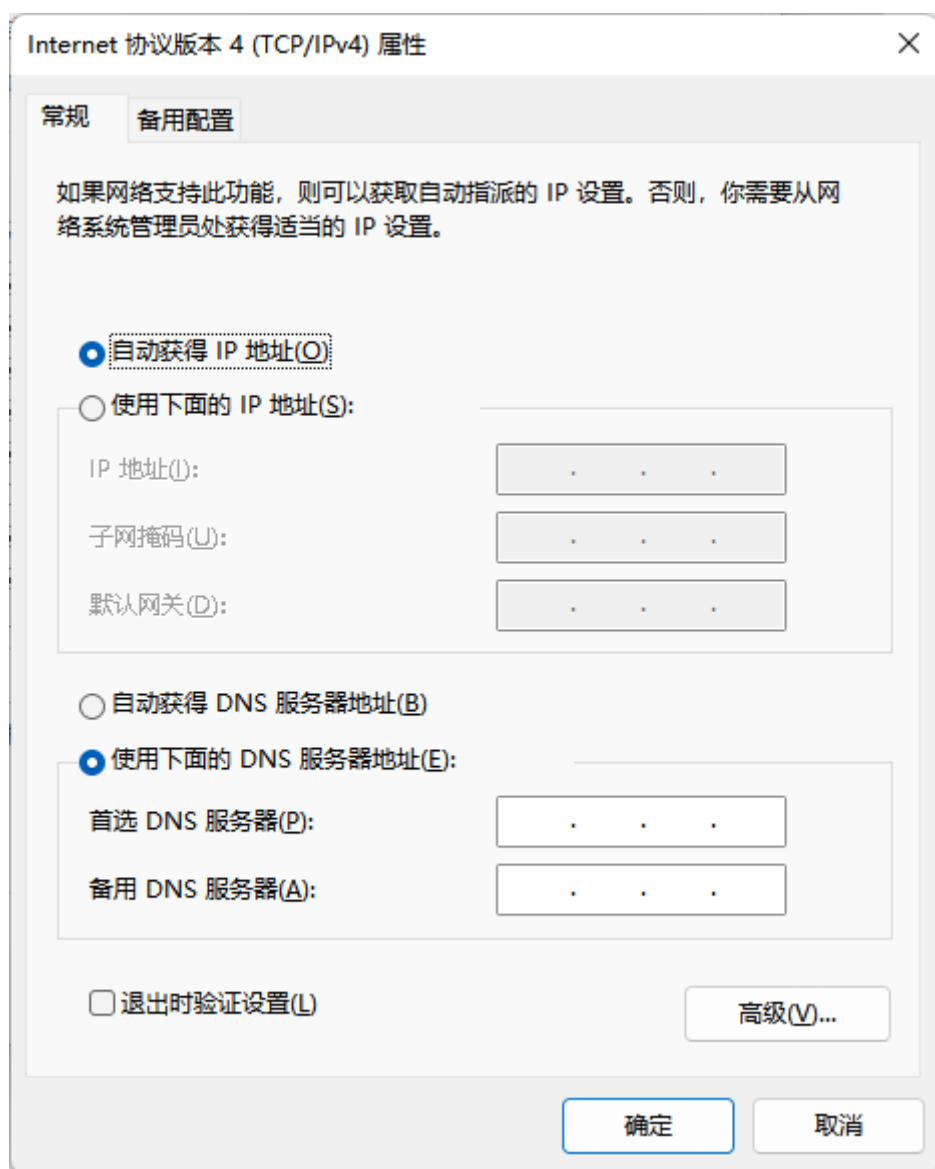 Internet 协议版本 4 (TCP/IPv4) 属性
常规
备用配置
如果网络支持此功能，则可以获取自动指派的 IP 设置。否则，你需要从网
络系统管理员处获得适当的 IP 设置。
自动获得 IP 地址(O)
使用下面的 IP 地址(S):
IP 地址(I):
子网掩码(U):
默认网关(D):
自动获得 DNS 服务器地址(B)
使用下面的 DNS 服务器地址(E):
首选 DNS 服务器(P):
备用 DNS 服务器(A):
退出时验证设置(L)
高级(V)...
确定
取消